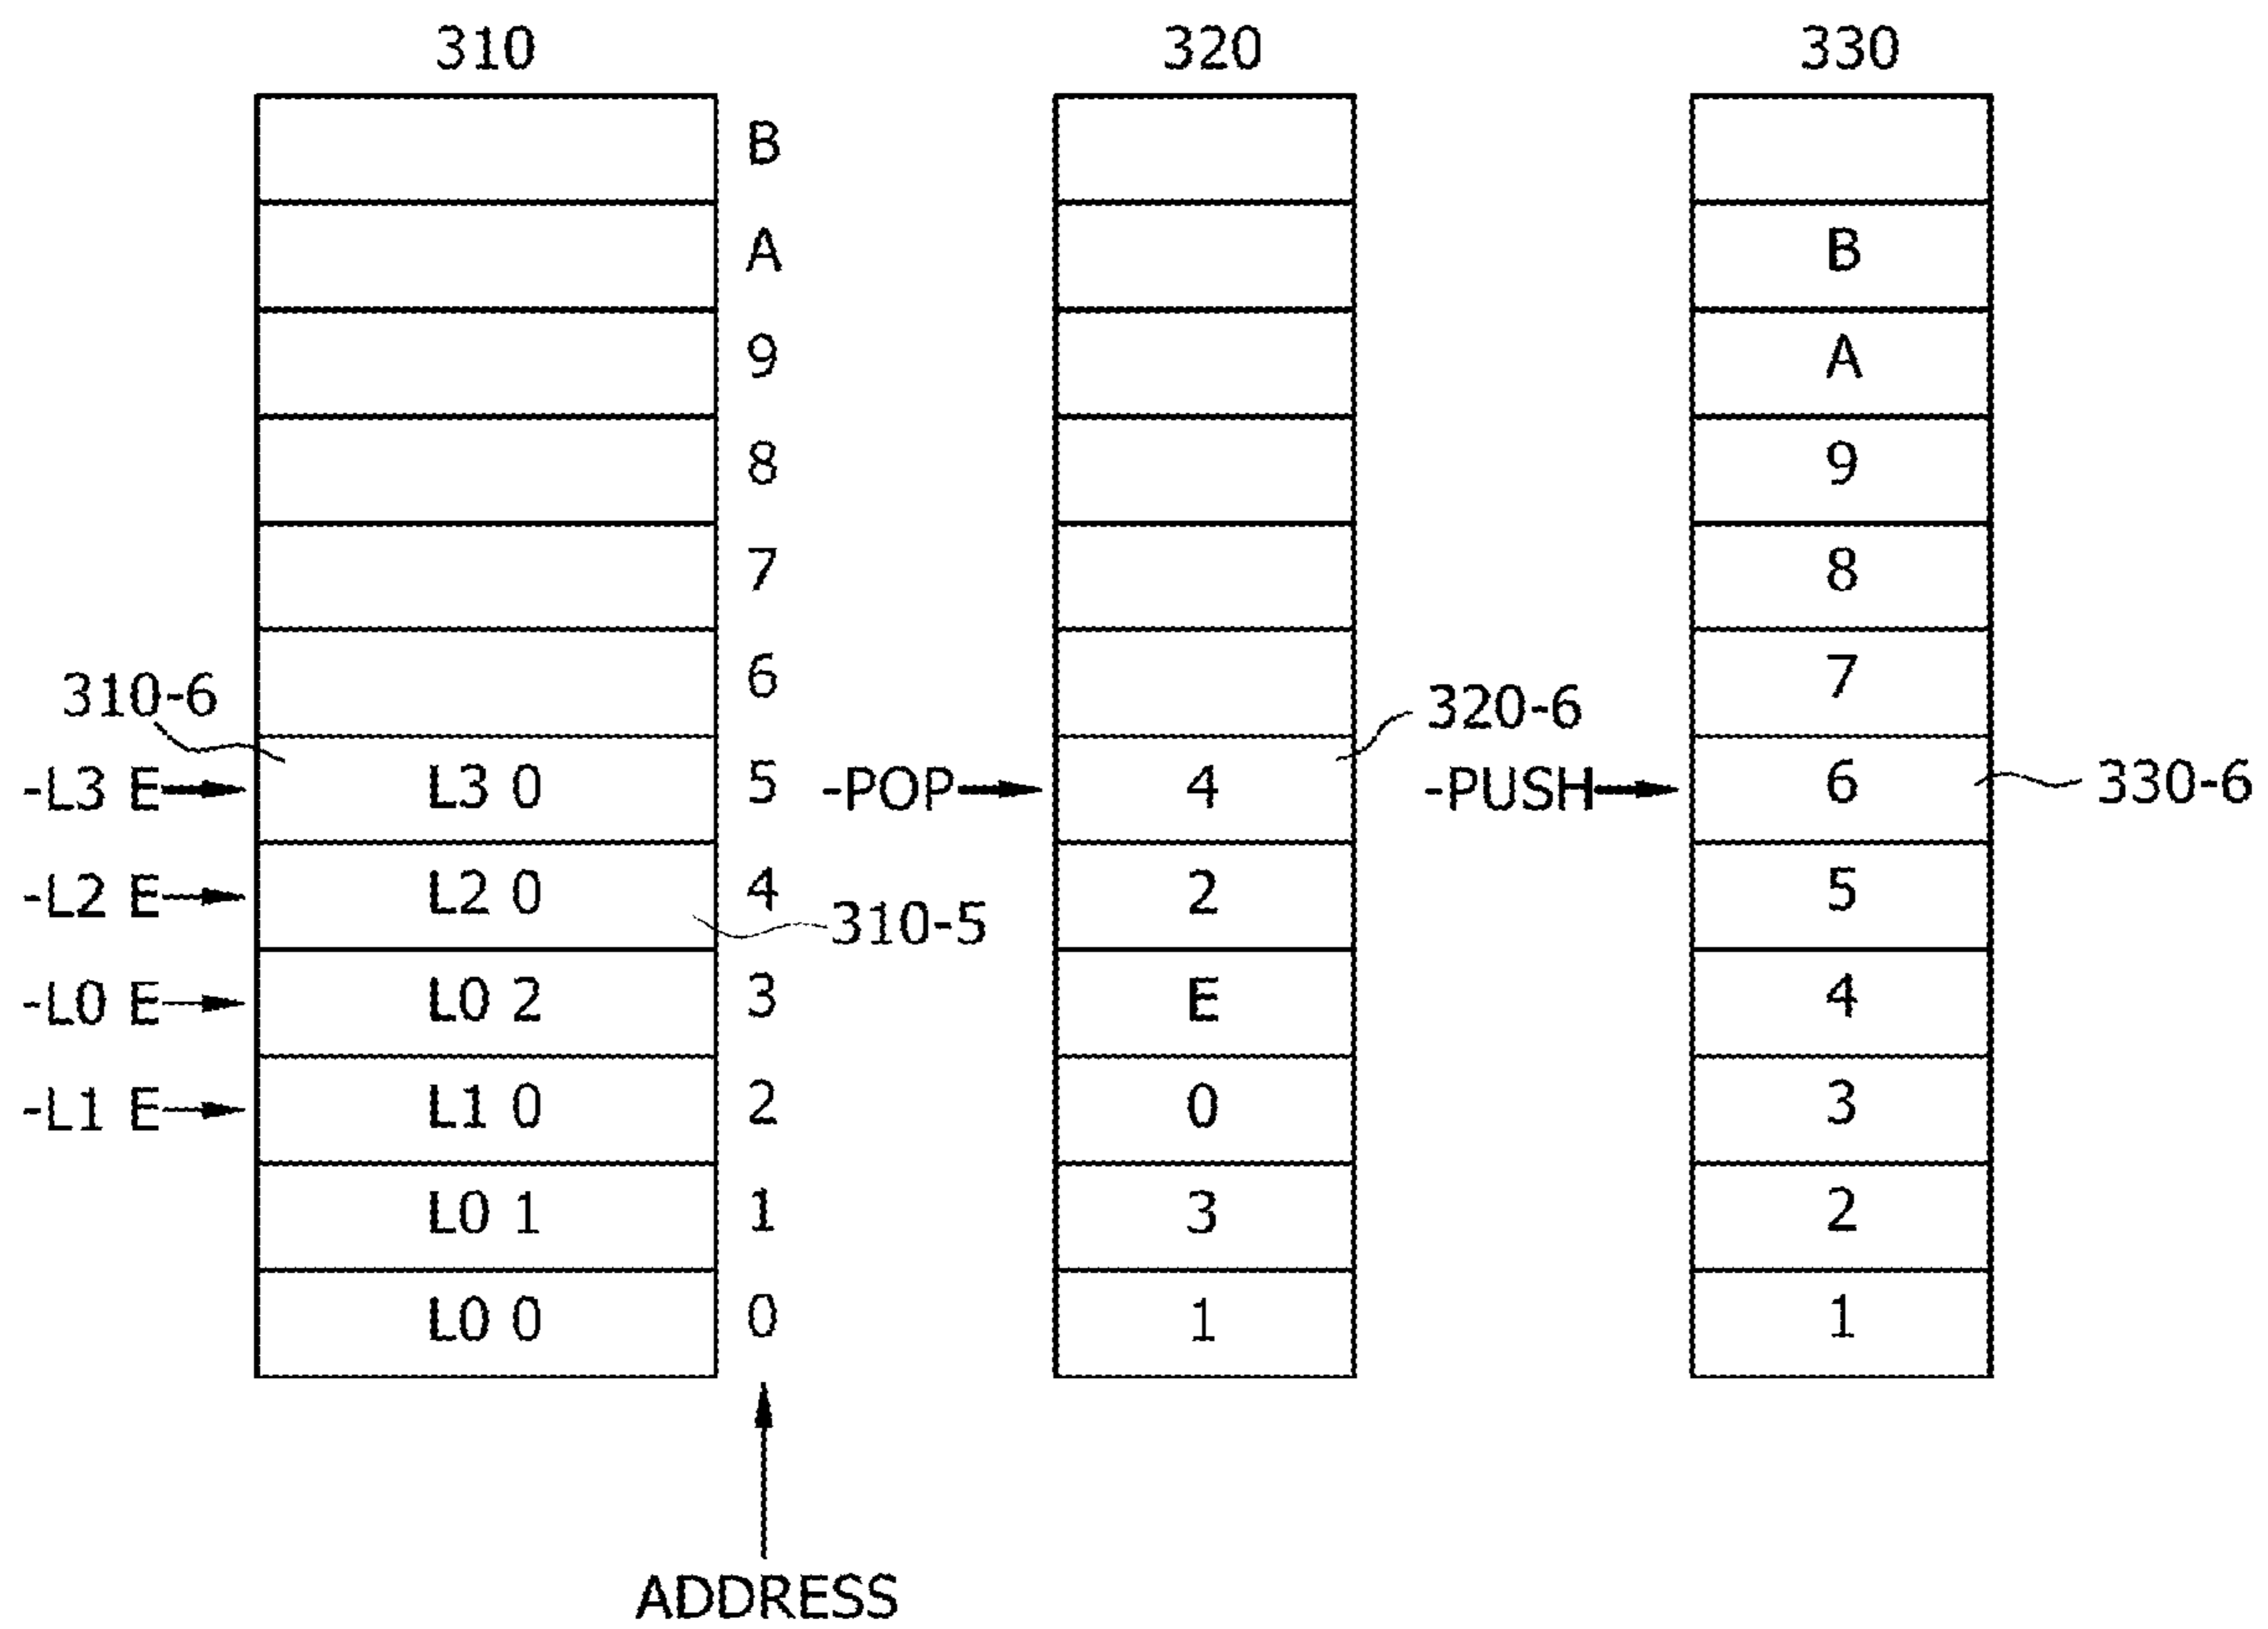 310 320 330
B
A B
9 A
8 9
7 8
6 7
310-6 320-6
-L3 E L3 0 5 -POP 4 -PUSH 6 330-6
-L2 E L2 0 4 2 5
310-5
-L0 E L0 2 3 E 4
-L1 E L1 0 2 0 3
L0 1 1 3 2
L0 0 0 1 1
ADDRESS